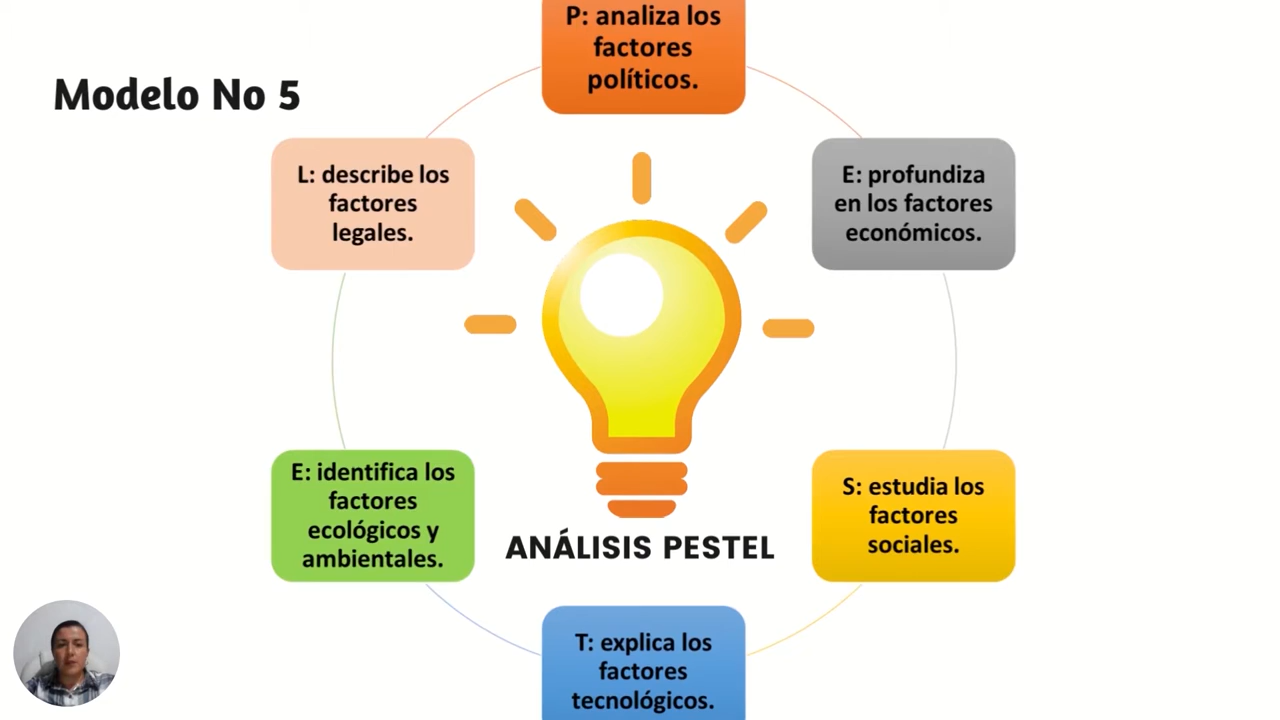 Modelo No 5
P: analiza los
factores
políticos.
E: profundiza
en los factores
económicos.
S: estudia los
factores
sociales.
T: explica los
factores
tecnológicos.
E: identifica los
factores
ecológicos y
ambientales.
L: describe los
factores
legales.
ANÁLISIS PESTEL